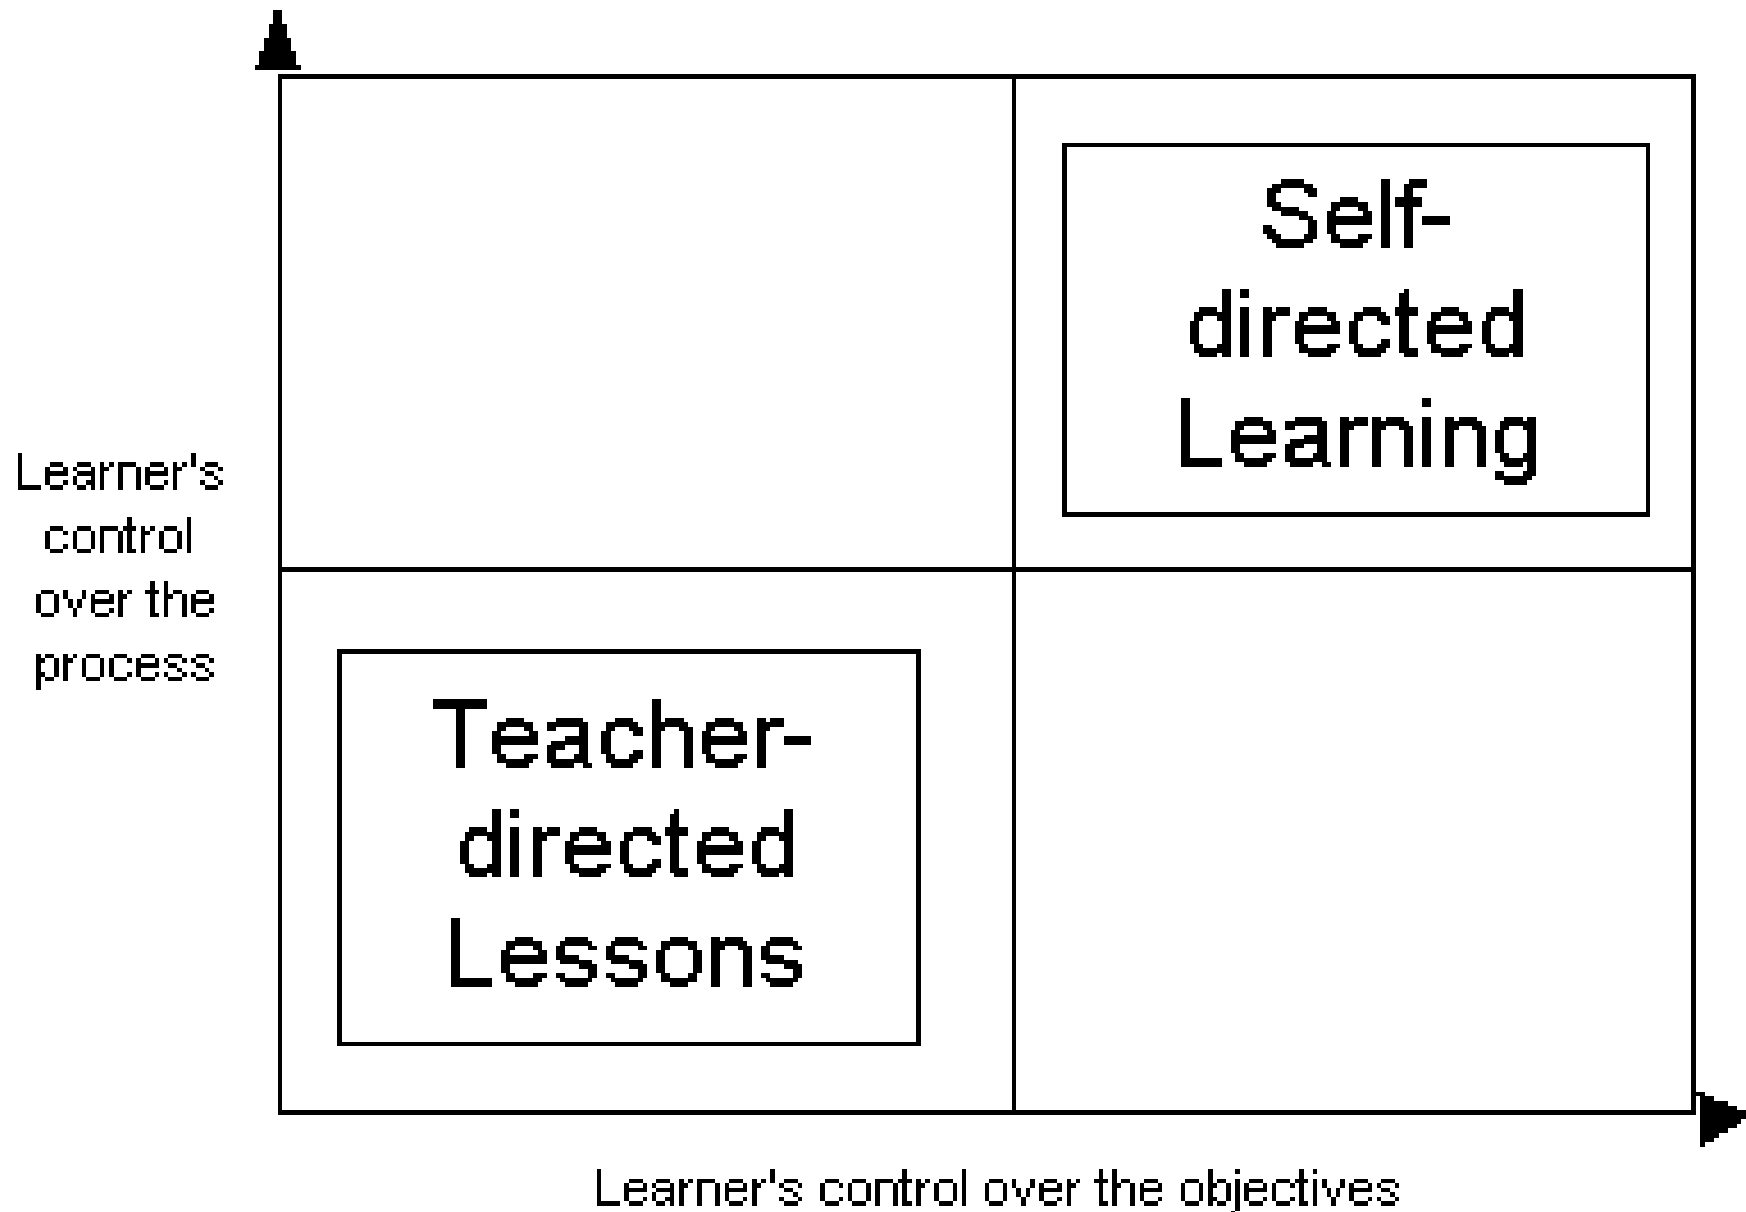 Self-
directed
Learning
Learner's
control
over the
process
Teacher-
directed
Lessons
Learner's control over the objectives